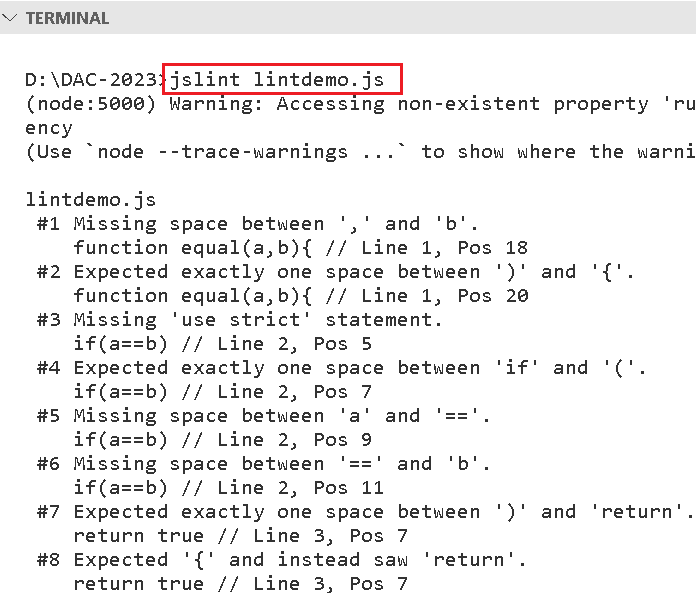 TERMINAL
D:\DAC-2023>jslint lintdemo.js
(node:5000) Warning: Accessing non-existent property 'ru
ency
(Use `node --trace-warnings ...` to show where the warni
lintdemo.js
#1 Missing space between ',' and 'b'.
function equal(a,b){ // Line 1, Pos 18
#2 Expected exactly one space between ')' and '{'.
function equal(a,b){ // Line 1, Pos 20
#3 Missing 'use strict' statement.
if(a==b) // Line 2, Pos 5
#4 Expected exactly one space between 'if' and '('.
if(a==b) // Line 2, Pos 7
#5 Missing space between 'a' and '=='.
if(a==b) // Line 2, Pos 9
#6 Missing space between '==' and 'b'.
if(a==b) // Line 2, Pos 11
#7 Expected exactly one space between ')' and 'return'.
return true // Line 3, Pos 7
#8 Expected '{' and instead saw 'return'.
return true // Line 3, Pos 7